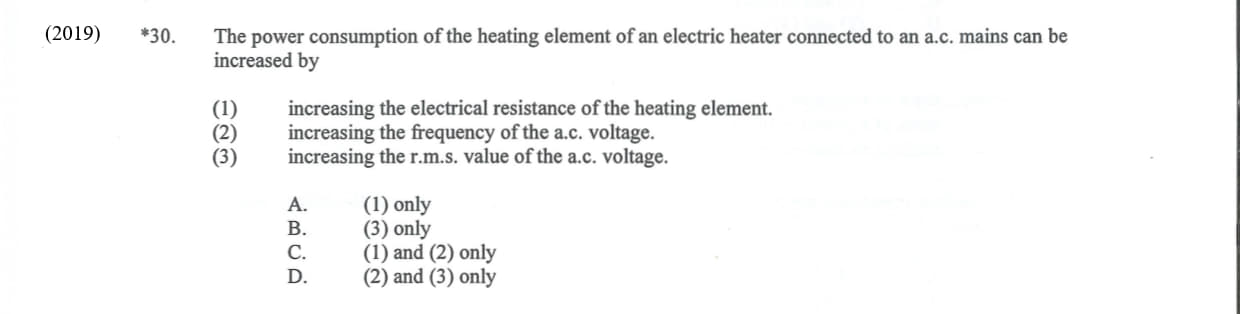 (2019) *30. The power consumption of the heating element of an electric heater connected to an a.c. mains can be
increased by
(1) increasing the electrical resistance of the heating element.
(2) increasing the frequency of the a.c. voltage.
(3) increasing the r.m.s. value of the a.c. voltage.
A. (1) only
B. (3) only
C. (1) and (2) only
D. (2) and (3) only